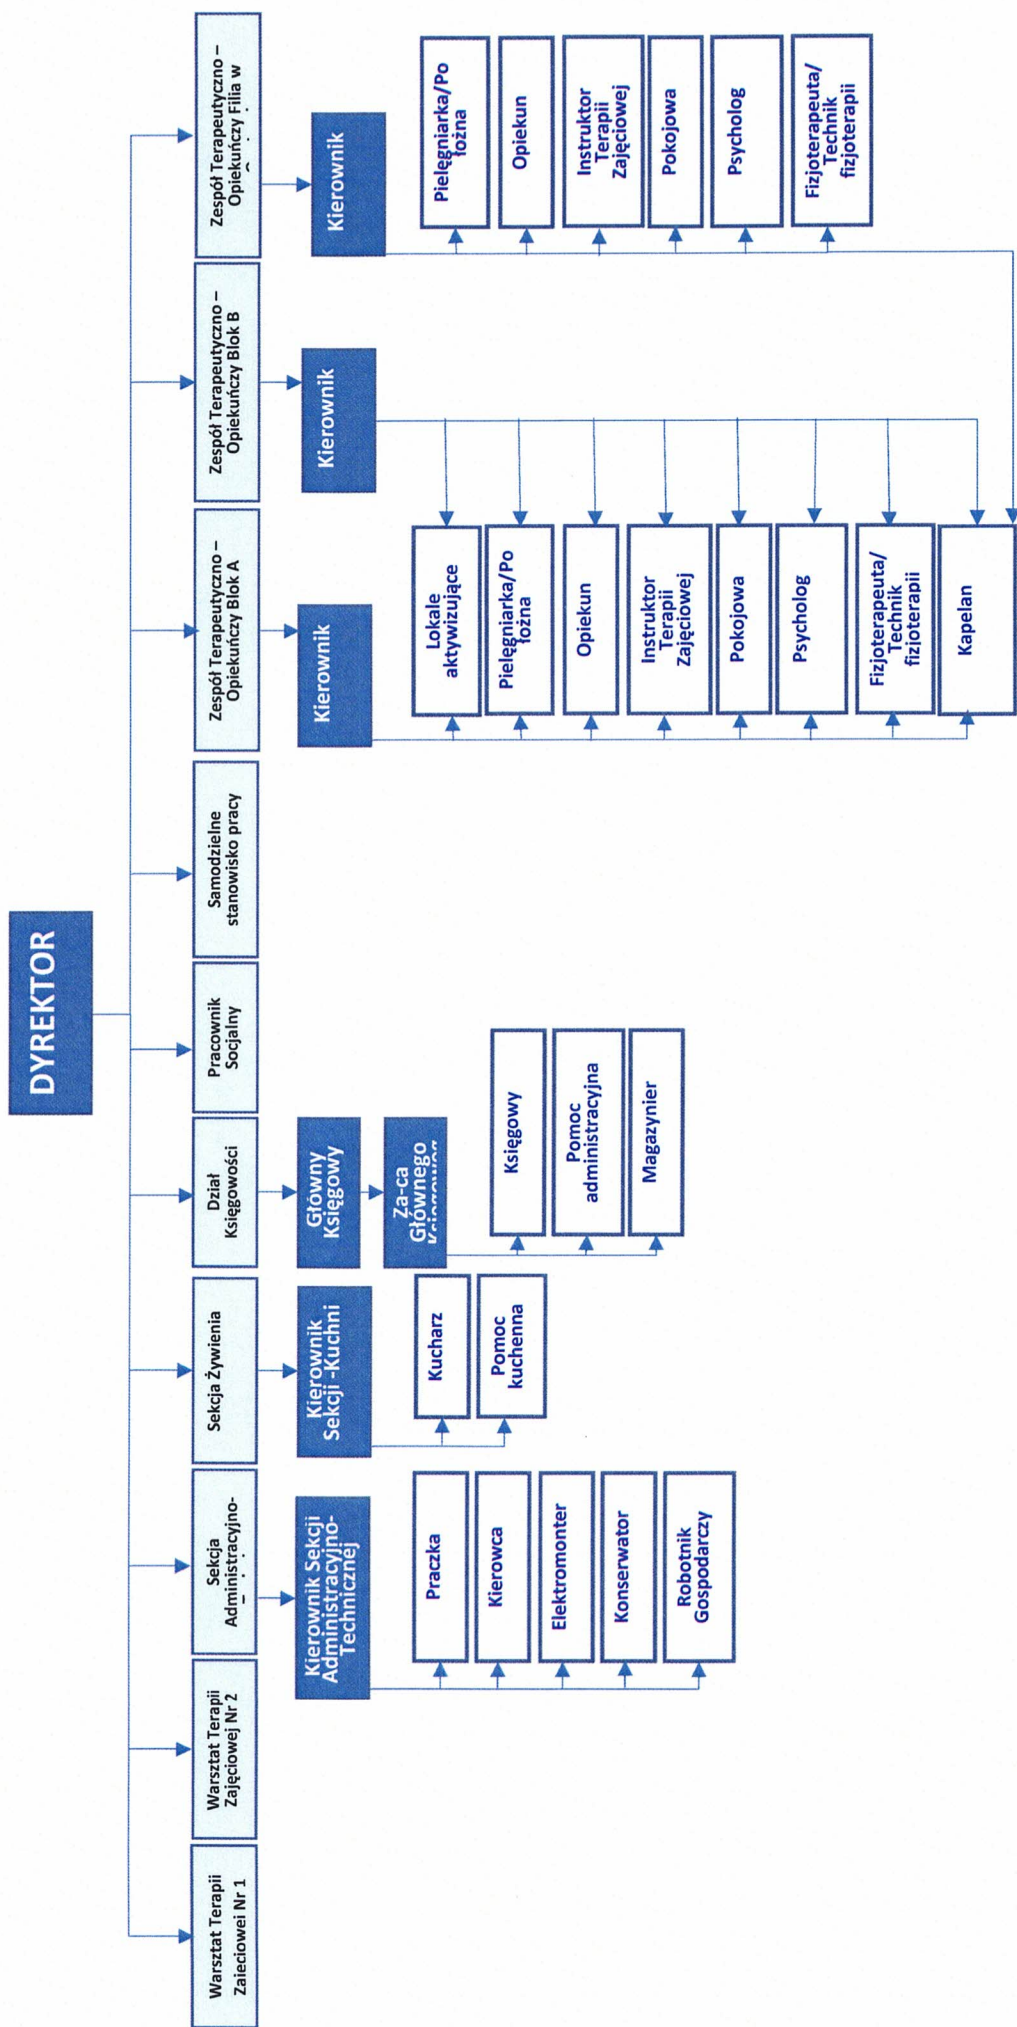 DYREKTOR
Warsztat Terapii
Zajęciowej Nr 1
Warsztat Terapii
Zajęciowej Nr 2
Sekcja
Administracyjno-
Sekcja Żywienia
Dział
Księgowości
Pracownik
Socjalny
Samodzielne
stanowisko pracy
Zespół Terapeutyczno –
Opiekuńczy Blok A
Zespół Terapeutyczno –
Opiekuńczy Blok B
Zespół Terapeutyczno –
Opiekuńczy Filia w
Kierownik Sekcji
Administracyjno-
Technicznej
Praczka
Kierowca
Elektromonter
Konserwator
Robotnik
Gospodarczy
Kierownik
Sekcji -Kuchni
Kucharz
Pomoc
kuchenna
Główny
Księgowy
Za-ca
Głównego
Księgowy
Pomoc
administracyjna
Magazynier
Kierownik
Lokale
aktywizujące
Pielęgniarka/Po
łożna
Opiekun
Instruktor
Terapii
Zajęciowej
Pokojowa
Psycholog
Fizjoterapeuta/
Technik
fizjoterapii
Kapelan
Kierownik
Kierownik
Pielęgniarka/Po
łożna
Opiekun
Instruktor
Terapii
Zajęciowej
Pokojowa
Psycholog
Fizjoterapeuta/
Technik
fizjoterapii